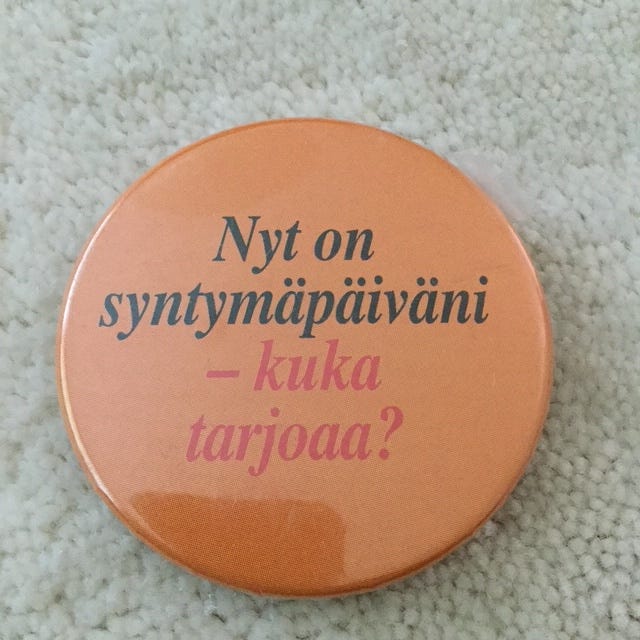 Nyt on
syntymäpäiväni
– kuka
tarjoaa?